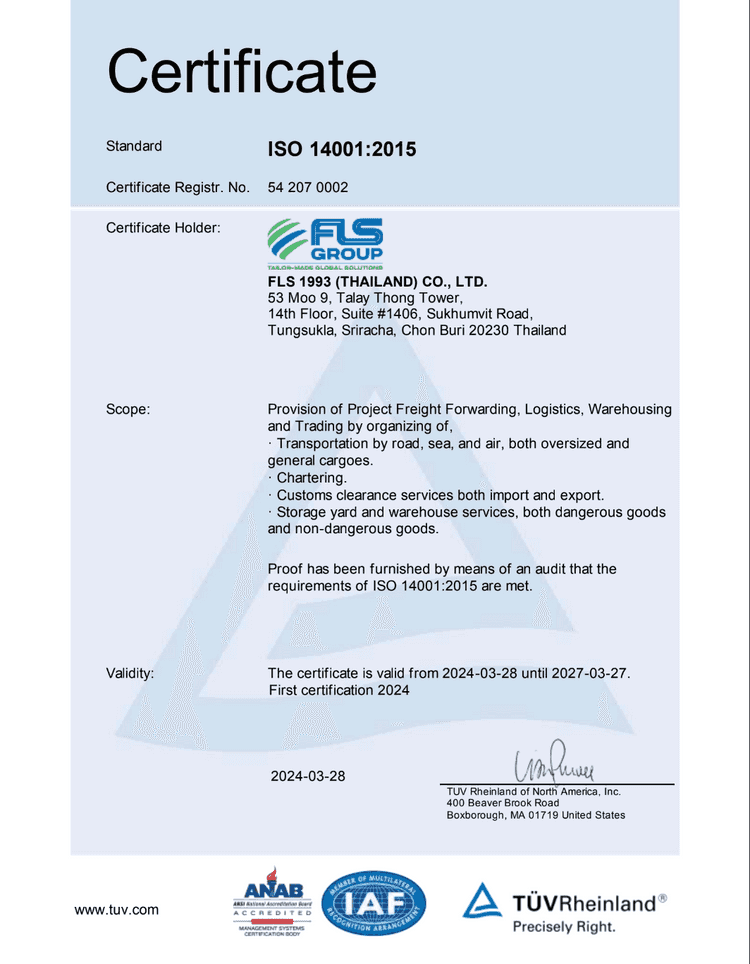 Certificate
Standard ISO 14001:2015
Certificate Registr. No. 54 207 0002
Certificate Holder:
FLS
GROUP
TAILOR-MADE GLOBAL SOLUTIONS
FLS 1993 (THAILAND) CO., LTD.
53 Moo 9, Talay Thong Tower,
14th Floor, Suite #1406, Sukhumvit Road,
Tungsukla, Sriracha, Chon Buri 20230 Thailand
Scope: Provision of Project Freight Forwarding, Logistics, Warehousing
and Trading by organizing of,
· Transportation by road, sea, and air, both oversized and
general cargoes.
· Chartering.
· Customs clearance services both import and export.
· Storage yard and warehouse services, both dangerous goods
and non-dangerous goods.
Proof has been furnished by means of an audit that the
requirements of ISO 14001:2015 are met.
Validity: The certificate is valid from 2024-03-28 until 2027-03-27.
First certification 2024
2024-03-28
TUV Rheinland of North America, Inc.
400 Beaver Brook Road
Boxborough, MA 01719 United States
www.tuv.com
ANAB
ANSI National Accreditation Board
ACCREDITED
MANAGEMENT SYSTEMS
CERTIFICATION BODY
MEMBER OF MULTILATERAL
IAF
RECOGNITION ARRANGEMENT
TÜVRheinland®
Precisely Right.